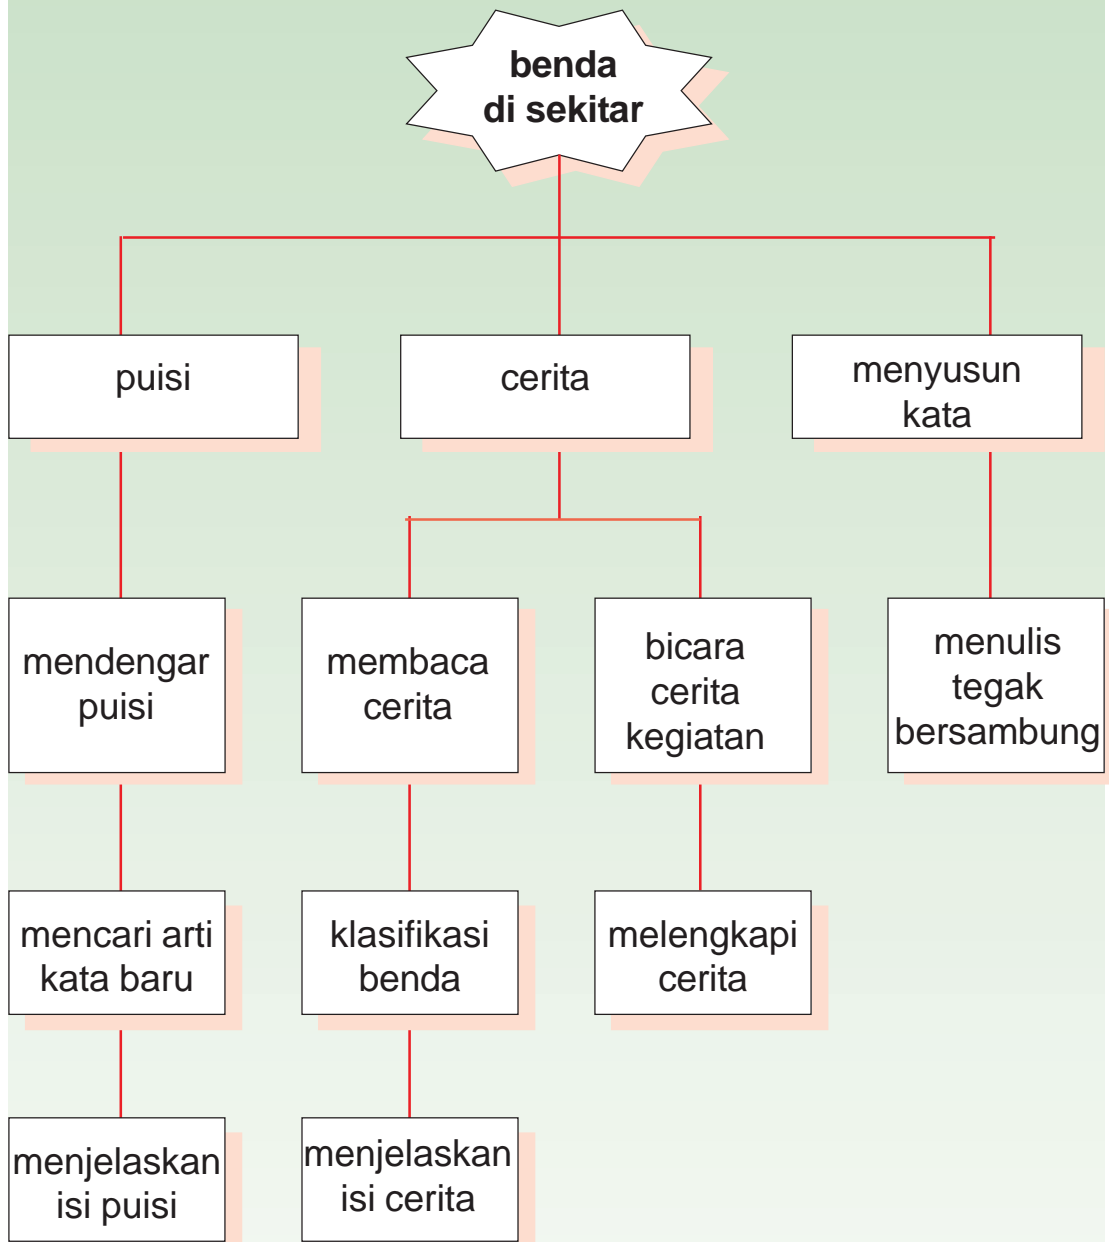 benda
di sekitar
puisi
cerita
menyusun
kata
mendengar
puisi
membaca
cerita
bicara
cerita
kegiatan
menulis
tegak
bersambung
mencari arti
kata baru
klasifikasi
benda
melengkapi
cerita
menjelaskan
isi puisi
menjelaskan
isi cerita